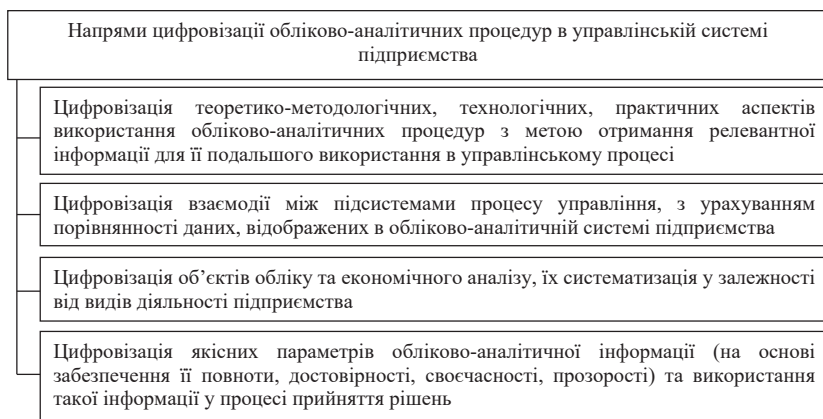 Напрями цифровізації обліково-аналітичних процедур в управлінській системі
підприємства
Цифровізація теоретико-методологічних, технологічних, практичних аспектів
використання обліково-аналітичних процедур з метою отримання релевантної
інформації для її подальшого використання в управлінському процесі
Цифровізація взаємодії між підсистемами процесу управління, з урахуванням
порівнянності даних, відображених в обліково-аналітичній системі підприємства
Цифровізація об’єктів обліку та економічного аналізу, їх систематизація у залежності
від видів діяльності підприємства
Цифровізація якісних параметрів обліково-аналітичної інформації (на основі
забезпечення її повноти, достовірності, своєчасності, прозорості) та використання
такої інформації у процесі прийняття рішень